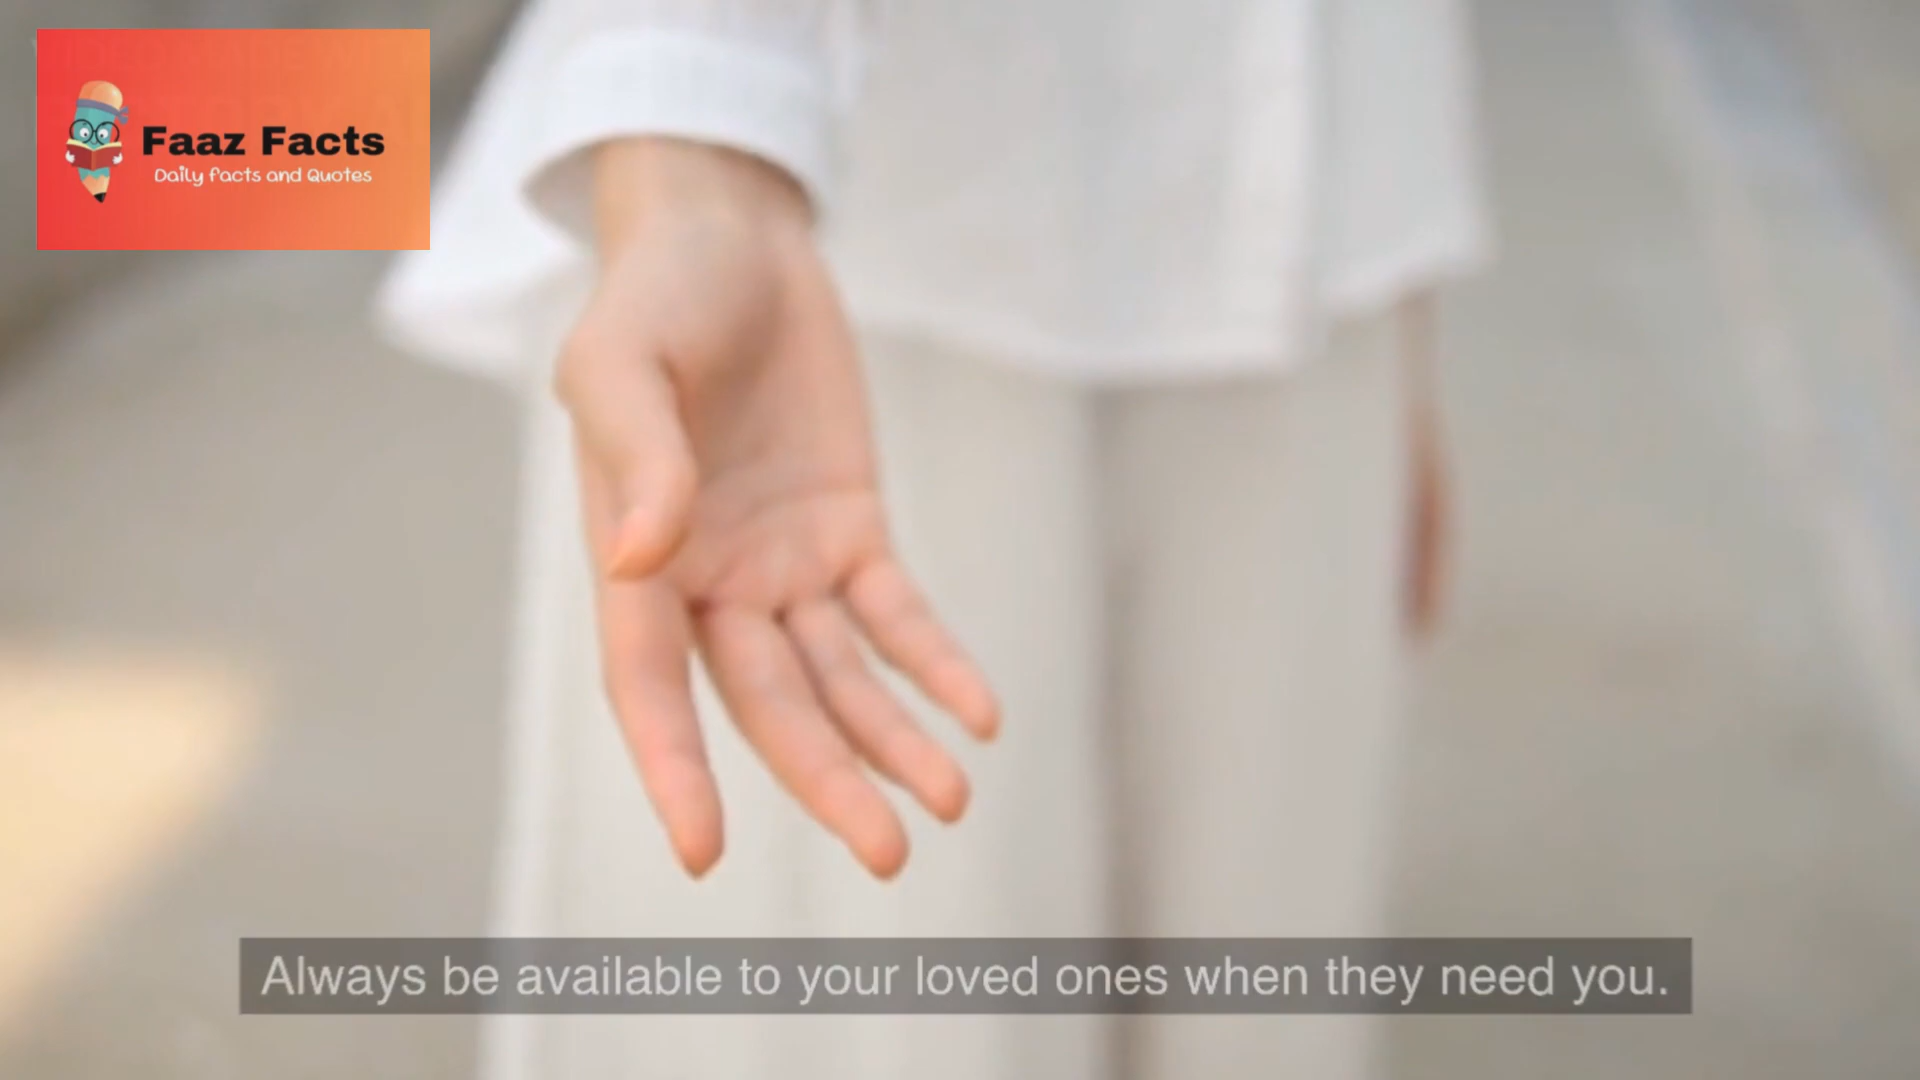 Faaz Facts
Daily facts and Quotes
Always be available to your loved ones when they need you.